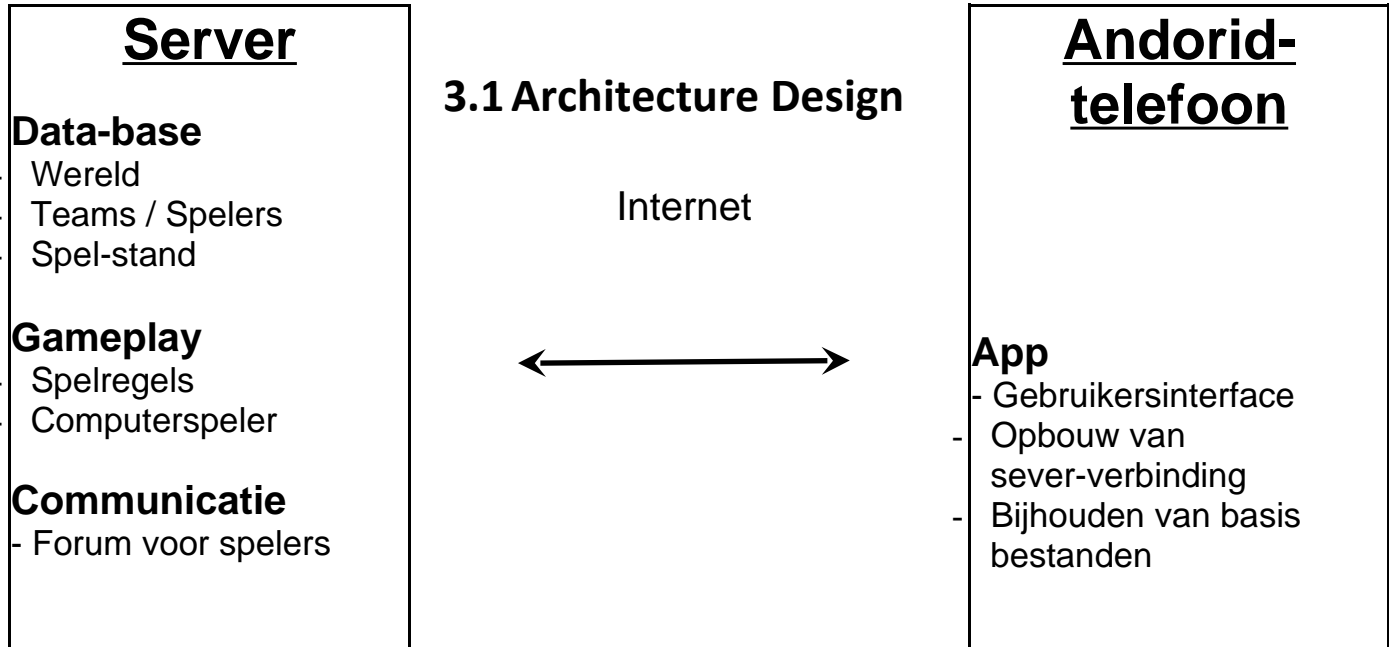 Server
Data-base
- Wereld
- Teams / Spelers
- Spel-stand
Gameplay
- Spelregels
- Computerspeler
Communicatie
- Forum voor spelers
3.1 Architecture Design
Internet
Andorid-
telefoon
App
- Gebruikersinterface
- Opbouw van
sever-verbinding
- Bijhouden van basis
bestanden